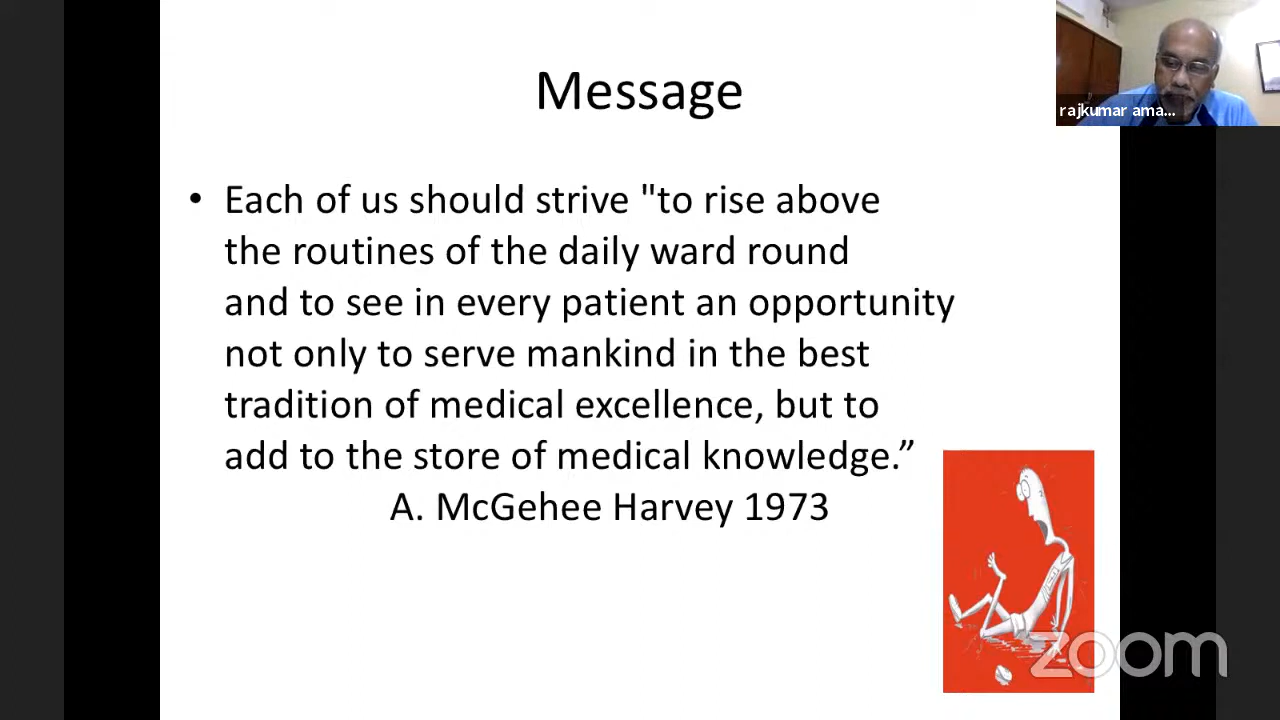 Message
rajkumar ama...
• Each of us should strive "to rise above
the routines of the daily ward round
and to see in every patient an opportunity
not only to serve mankind in the best
tradition of medical excellence, but to
add to the store of medical knowledge.”
A. McGehee Harvey 1973
zoom